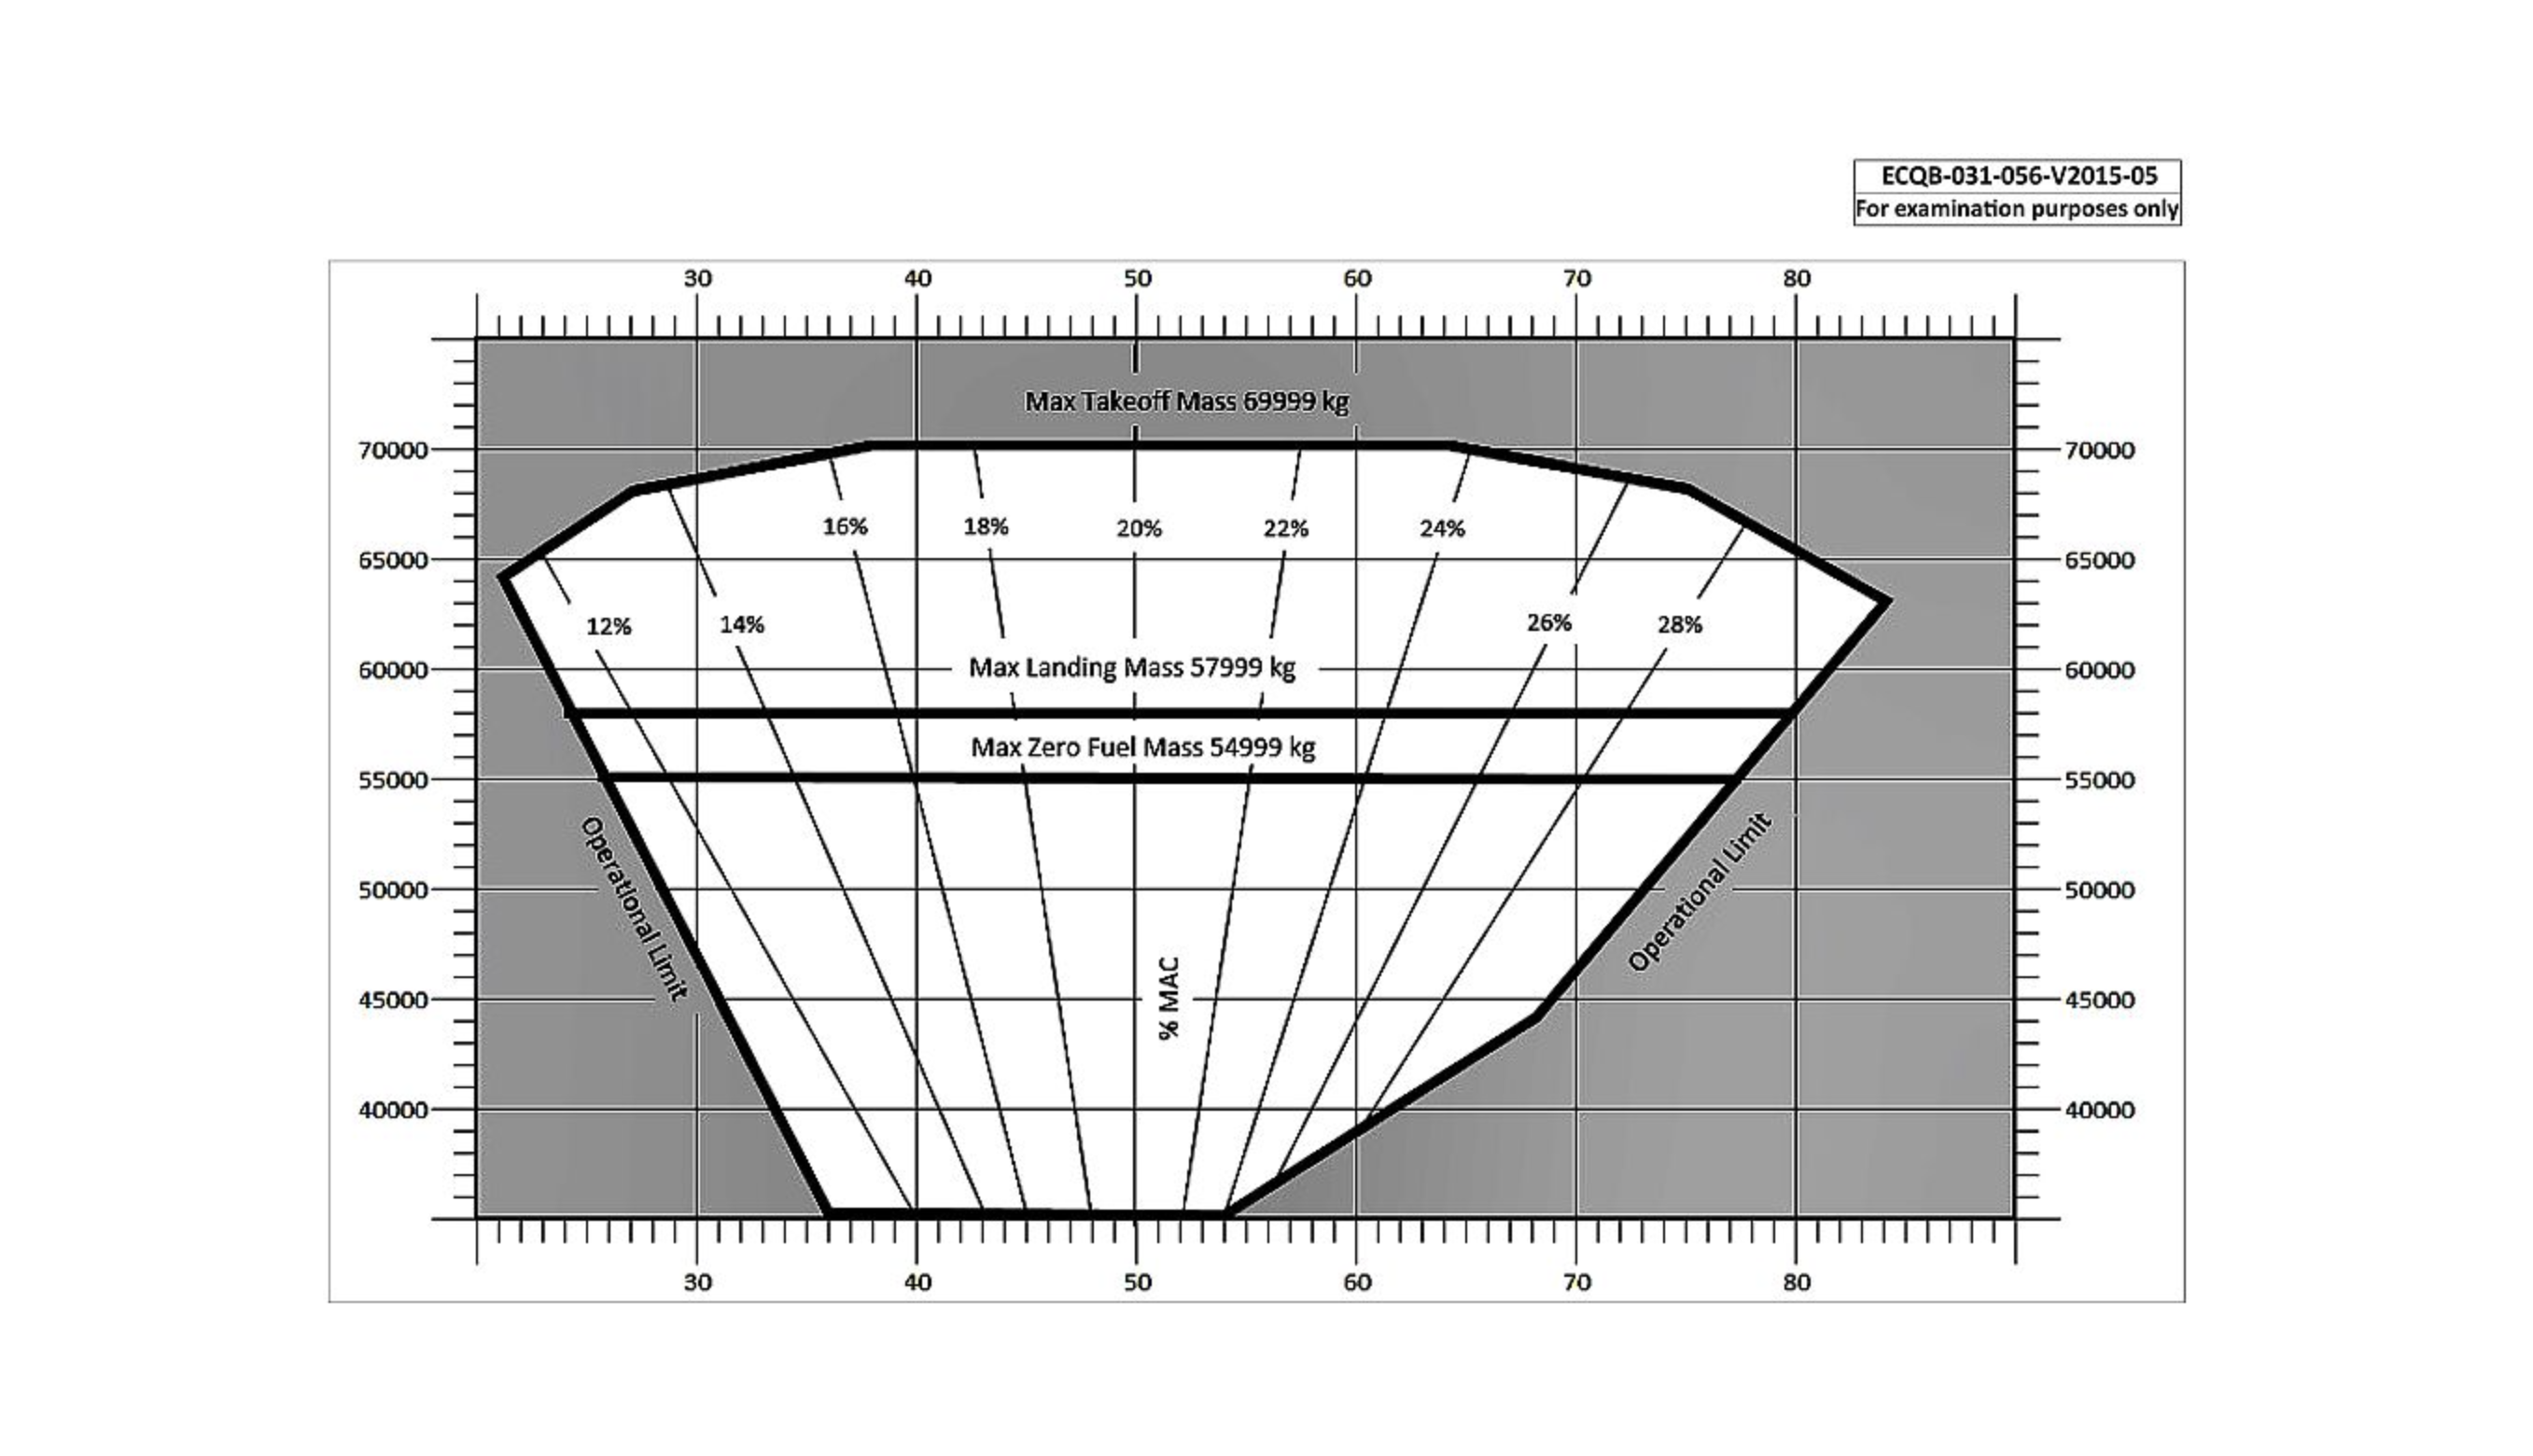 ECQB-031-056-V2015-05
For examination purposes only
30 40 50 60 70 80
Max Takeoff Mass 69999 kg
70000 70000
16% 18% 20% 22% 24%
65000 65000
12% 14% 26% 28%
60000 Max Landing Mass 57999 kg 60000
Max Zero Fuel Mass 54999 kg
55000 55000
Operational Limit
Operational Limit
50000 50000
% MAC
45000 45000
40000 40000
30 40 50 60 70 80